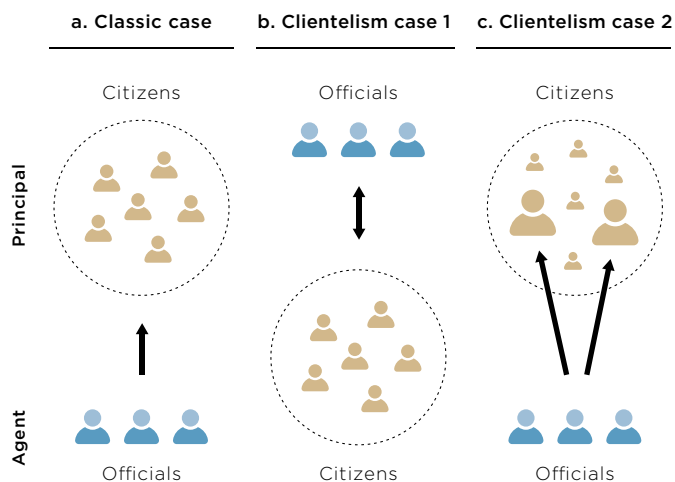 a. Classic case
b. Clientelism case 1
c. Clientelism case 2
Citizens
Officials
Citizens
Principal
Agent
Officials
Citizens
Officials